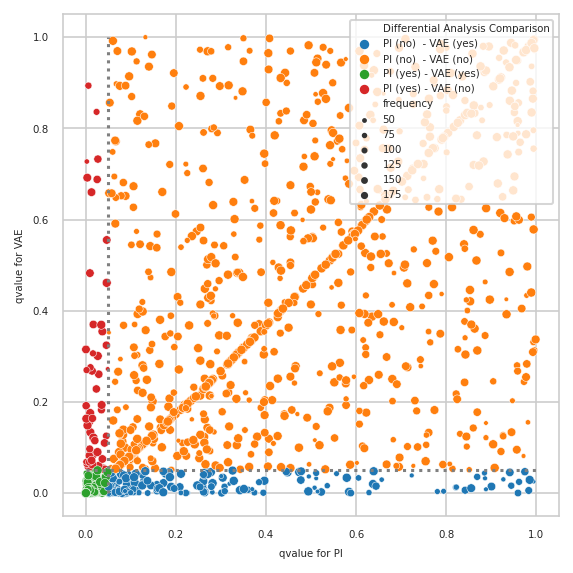 Differential Analysis Comparison
PI (no) - VAE (yes)
PI (no) - VAE (no)
PI (yes) - VAE (yes)
PI (yes) - VAE (no)
frequency
50
75
100
125
150
175
1.0
0.8
0.6
0.4
0.2
0.0
qvalue for VAE
0.0 0.2 0.4 0.6 0.8 1.0
qvalue for PI